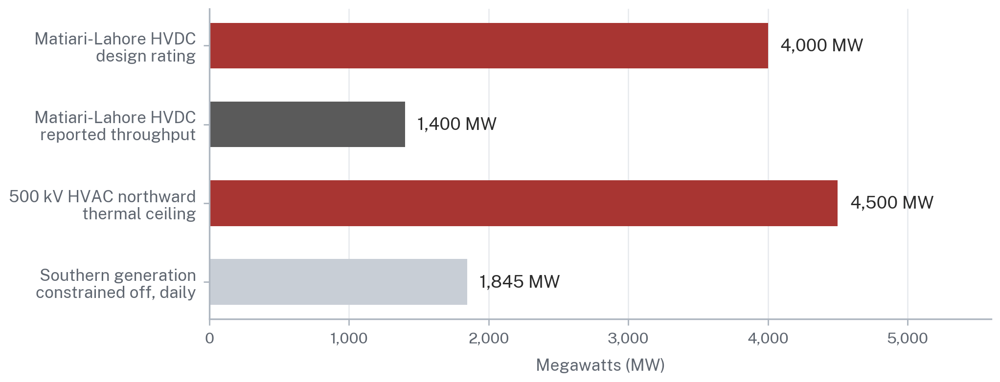 Matiari-Lahore HVDC
design rating
4,000 MW
Matiari-Lahore HVDC
reported throughput
1,400 MW
500 kV HVAC northward
thermal ceiling
4,500 MW
Southern generation
constrained off, daily
1,845 MW
0 1,000 2,000 3,000 4,000 5,000
Megawatts (MW)